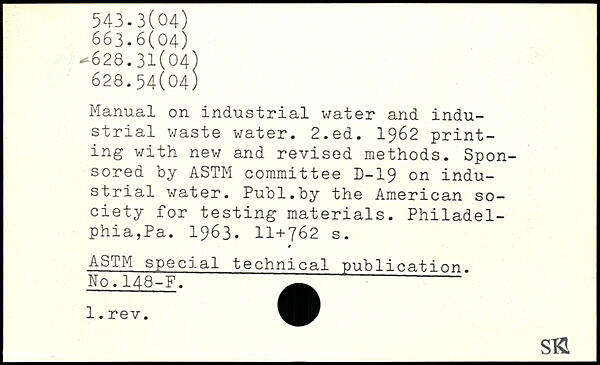 543.3(04)
663.6(04)
628.31(04)
628.54(04)
Manual on industrial water and indu-
strial waste water. 2.ed. 1962 print-
ing with new and revised methods. Spon-
sored by ASTM committee D-19 on indu-
strial water. Publ.by the American so-
ciety for testing materials. Philadel-
phia,Pa. 1963. 11+762 s.
ASTM special technical publication.
No.148-F.
1.rev.
SK